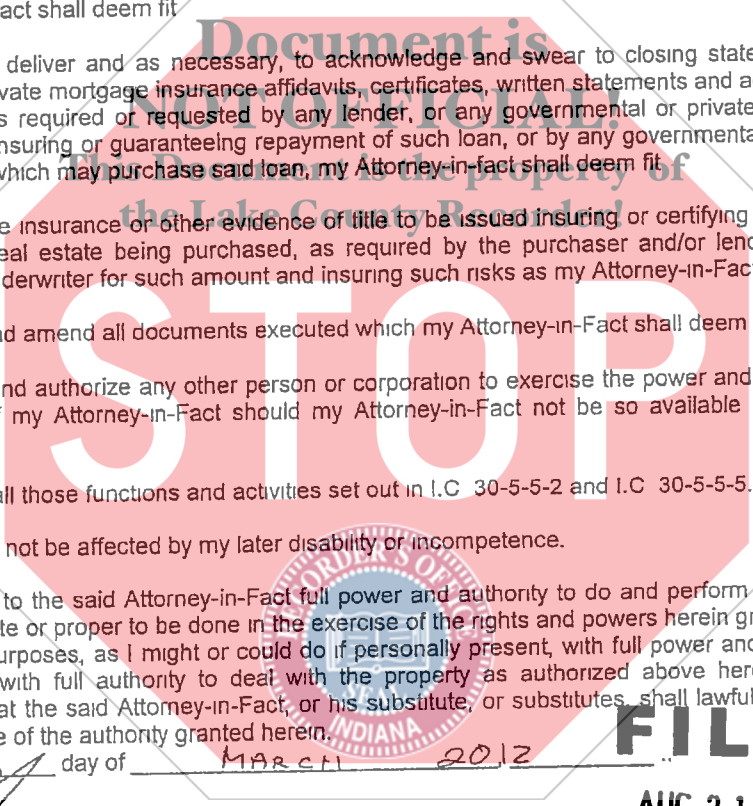 act shall deem fit
Document is
deliver and as necessary, to acknowledge and swear to closing state
vate mortgage insurance affidavits, certificates, written statements and a
NOT OFFICIAL!
s required or requested by any lender, or any governmental or private
nsuring or guaranteeing repayment of such loan, or by any governmenta
which may purchase said loan, my Attorney-in-fact shall deem fit
This Document is the property of
the Lake County Recorder!
e insurance or other evidence of title to be issued insuring or certifying
eal estate being purchased, as required by the purchaser and/or lend
derwriter for such amount and insuring such risks as my Attorney-in-Fac
STOP
d amend all documents executed which my Attorney-in-Fact shall deem
nd authorize any other person or corporation to exercise the power and
my Attorney-in-Fact should my Attorney-in-Fact not be so available
all those functions and activities set out in I.C 30-5-5-2 and I.C 30-5-5-5.
not be affected by my later disability or incompetence.
RECORDER'S OFFICE
to the said Attorney-in-Fact full power and authority to do and perform
te or proper to be done in the exercise of the rights and powers herein gr
urposes, as I might or could do if personally present, with full power and
with full authority to deal with the property as authorized above here
SEAL
at the said Attorney-in-Fact, or his substitute, or substitutes, shall lawful
INDIANA
e of the authority granted herein.
FIL
day of MARCH 2012
AUG 2